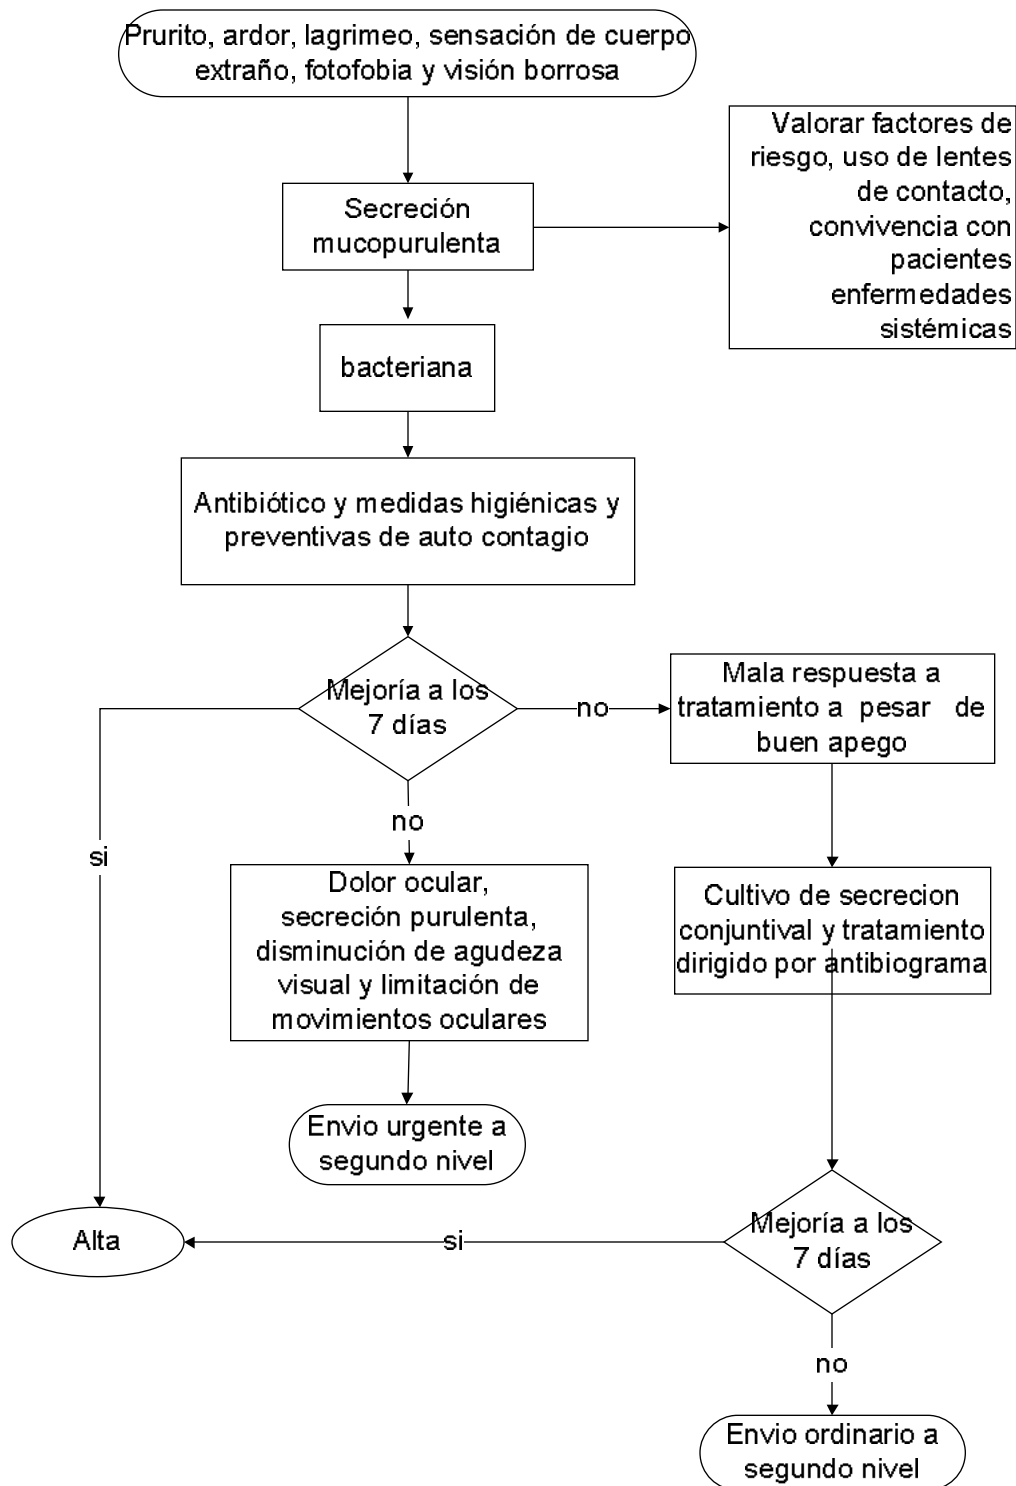 Prurito, ardor, lagrimeo, sensación de cuerpo
extraño, fotofobia y visión borrosa
Valorar factores de
riesgo, uso de lentes
de contacto,
convivencia con
pacientes
enfermedades
sistémicas
Secreción
mucopurulenta
bacteriana
Antibiótico y medidas higiénicas y
preventivas de auto contagio
Mejoría a los
7 días
no
Mala respuesta a
tratamiento a pesar de
buen apego
no
si
Dolor ocular,
secreción purulenta,
disminución de agudeza
visual y limitación de
movimientos oculares
Cultivo de secrecion
conjuntival y tratamiento
dirigido por antibiograma
Envio urgente a
segundo nivel
Alta
si
Mejoría a los
7 días
no
Envio ordinario a
segundo nivel